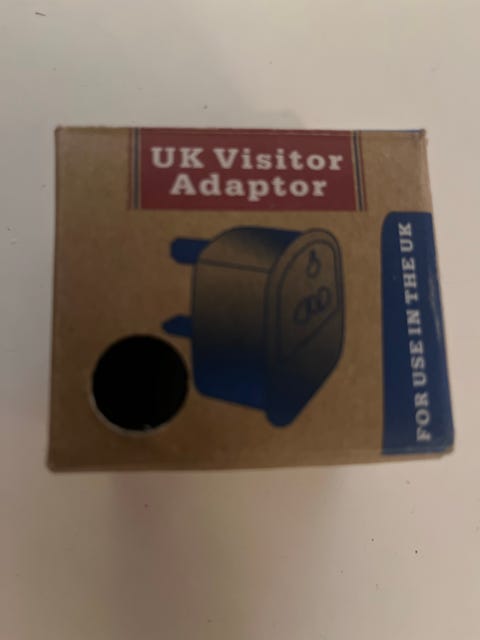 UK Visitor
Adaptor
FOR USE IN THE UK